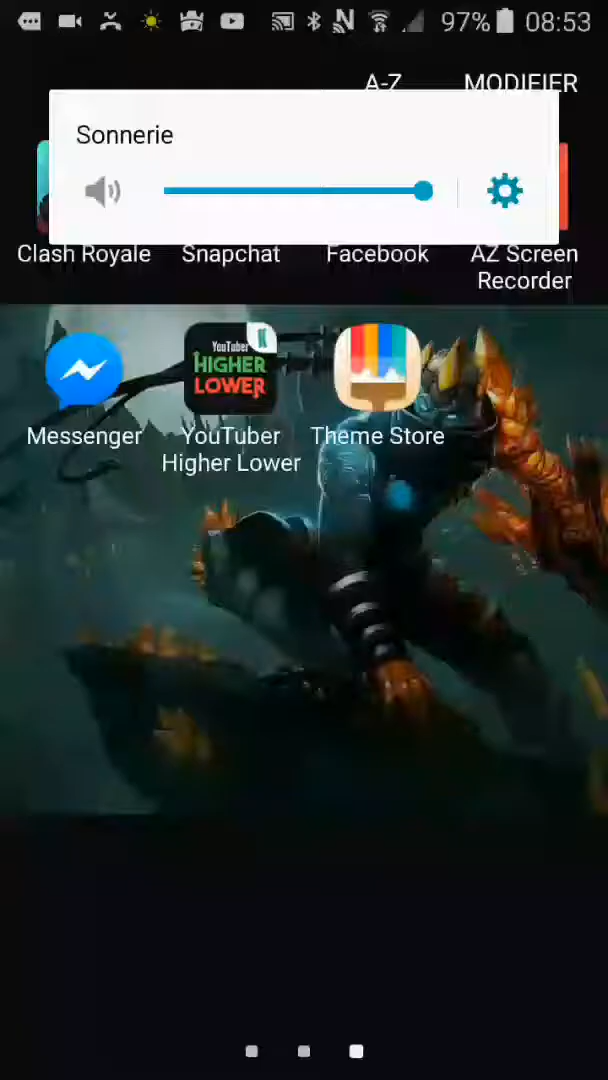 97% 08:53
A-Z MODIFIER
Sonnerie
Clash Royale Snapchat Facebook AZ Screen
Recorder
YouTuber
HIGHER
LOWER
Messenger YouTuber Theme Store
Higher Lower